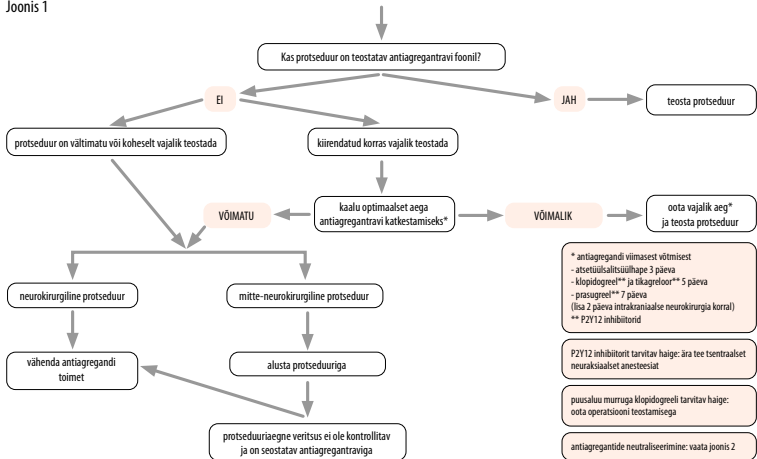 Joonis 1
Kas protseduur on teostatav antiagregantravi foonil?
EI
JAH
teosta protseduur
protseduur on vältimatu või koheselt vajalik teostada
kiirendatud korras vajalik teostada
VÕIMATU
kaalu optimaalset aega
antiagregantravi katkestamiseks*
VÕIMALIK
oota vajalik aeg*
ja teosta protseduur
neurokirurgiline protseduur
mitte-neurokirurgiline protseduur
vähenda antiagregandi
toimet
alusta protseduuriga
protseduuriaegne veritsus ei ole kontrollitav
ja on seostatav antiagregantraviga
* antiagregandi viimasest võtmisest
- atsetüülsalitsüülhape 3 päeva
- klopidogreel** ja tikagreloor** 5 päeva
- prasugreel** 7 päeva
(lisa 2 päeva intrakraniaalse neurokirurgia korral)
** P2Y12 inhibiitorid
P2Y12 inhibiitorit tarvitav haige: ära tee tsentraalset
neuraksiaalset anesteesiat
puusaluu murruga klopidogreeli tarvitav haige:
oota operatsiooni teostamisega
antiagregantide neutraliseerimine: vaata joonis 2